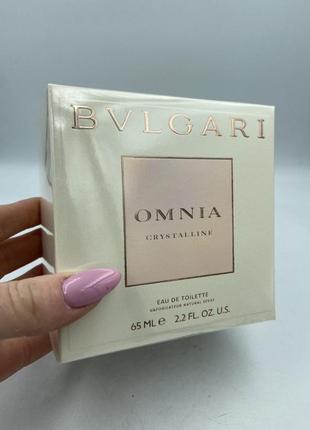 BVLGARI
OMNIA
CRYSTALLINE
EAU DE TOILETTE
VAPORISATEUR NATURAL SPRAY
65 ML ℮ 2.2 FL. OZ. U.S.